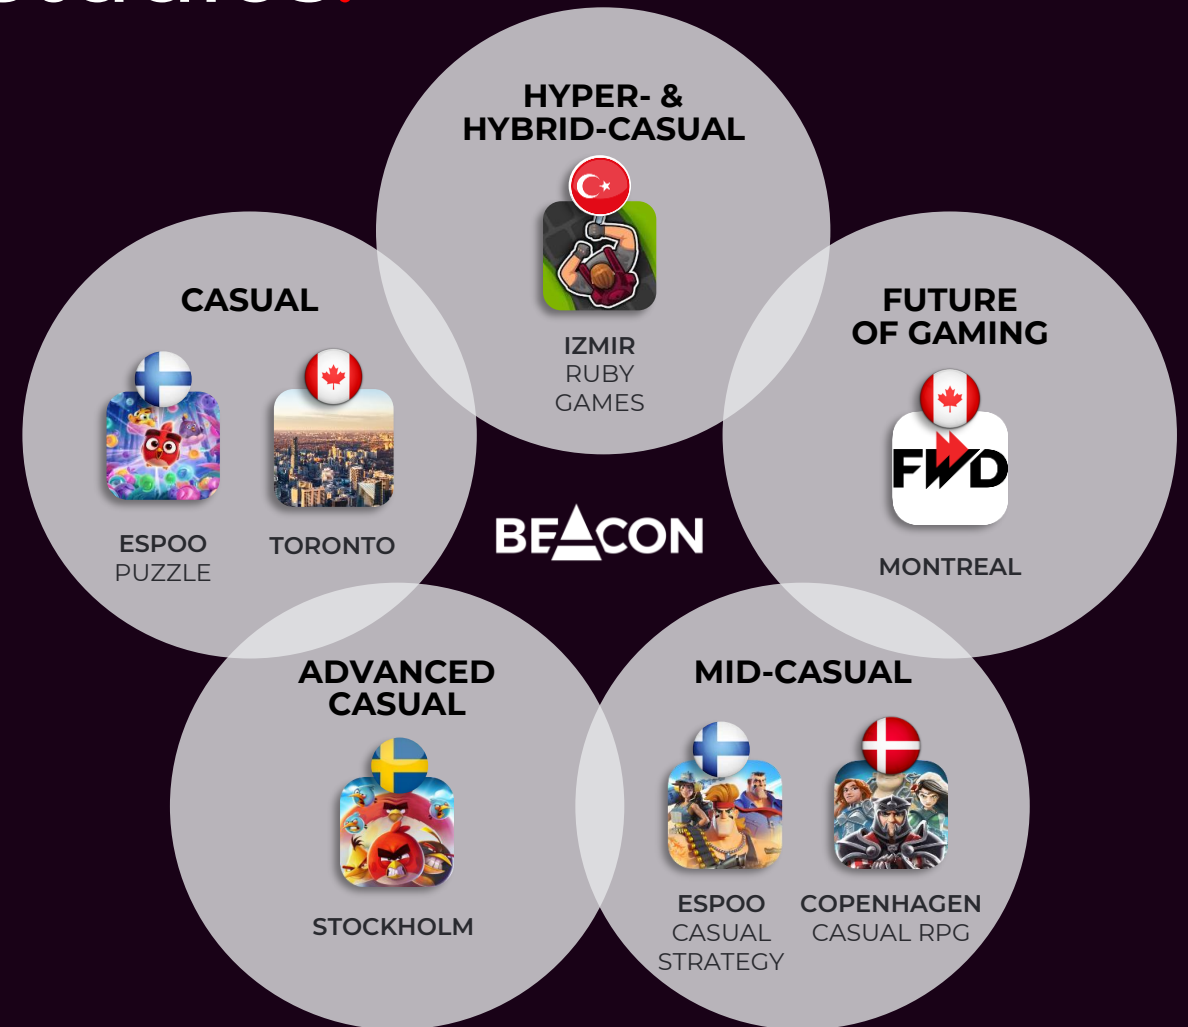 HYPER- &
HYBRID-CASUAL
IZMIR
RUBY
GAMES
CASUAL
ESPOO
PUZZLE
TORONTO
FUTURE
OF GAMING
FWD
MONTREAL
BEACON
ADVANCED
CASUAL
STOCKHOLM
MID-CASUAL
ESPOO
CASUAL
STRATEGY
COPENHAGEN
CASUAL RPG